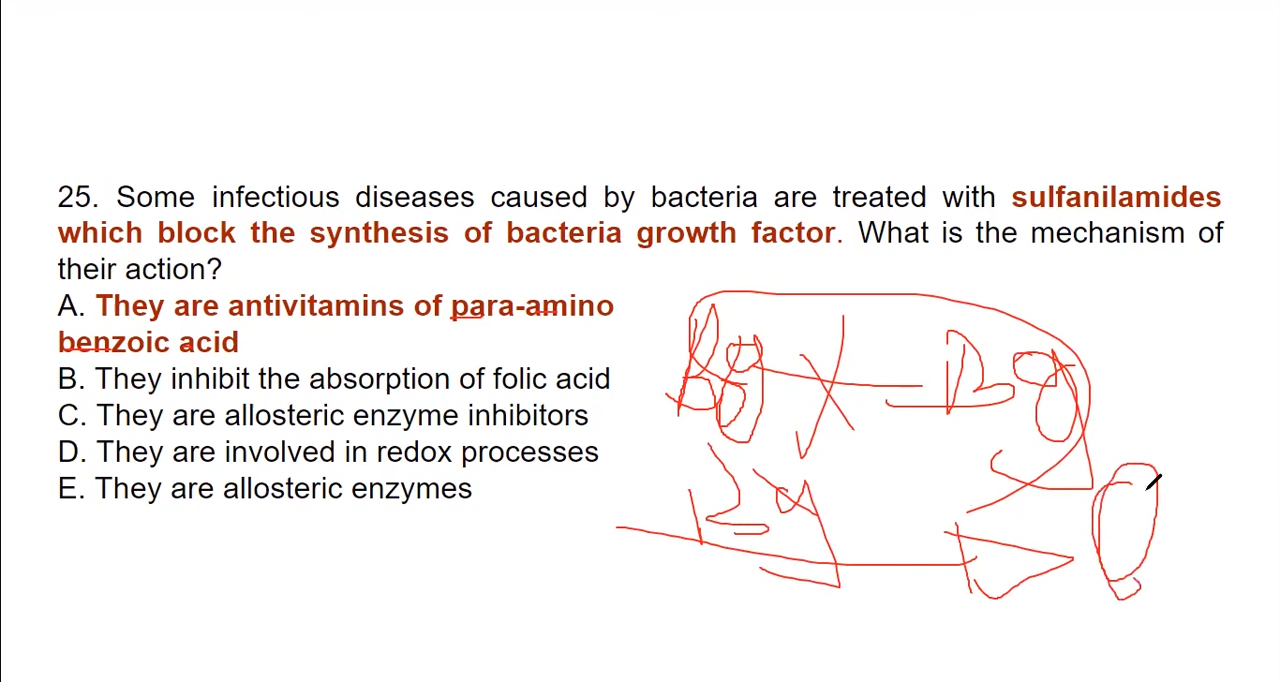 25. Some infectious diseases caused by bacteria are treated with sulfanilamides
which block the synthesis of bacteria growth factor. What is the mechanism of
their action?
A. They are antivitamins of para-amino
benzoic acid
B. They inhibit the absorption of folic acid
C. They are allosteric enzyme inhibitors
D. They are involved in redox processes
E. They are allosteric enzymes